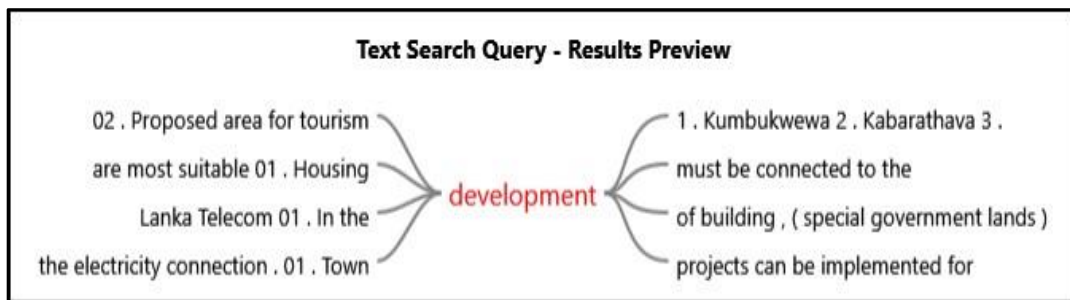 Text Search Query - Results Preview
02 . Proposed area for tourism
are most suitable 01 . Housing
Lanka Telecom 01 . In the
the electricity connection . 01 . Town
development
1 . Kumbukwewa 2 . Kabarathava 3 .
must be connected to the
of building , ( special government lands )
projects can be implemented for